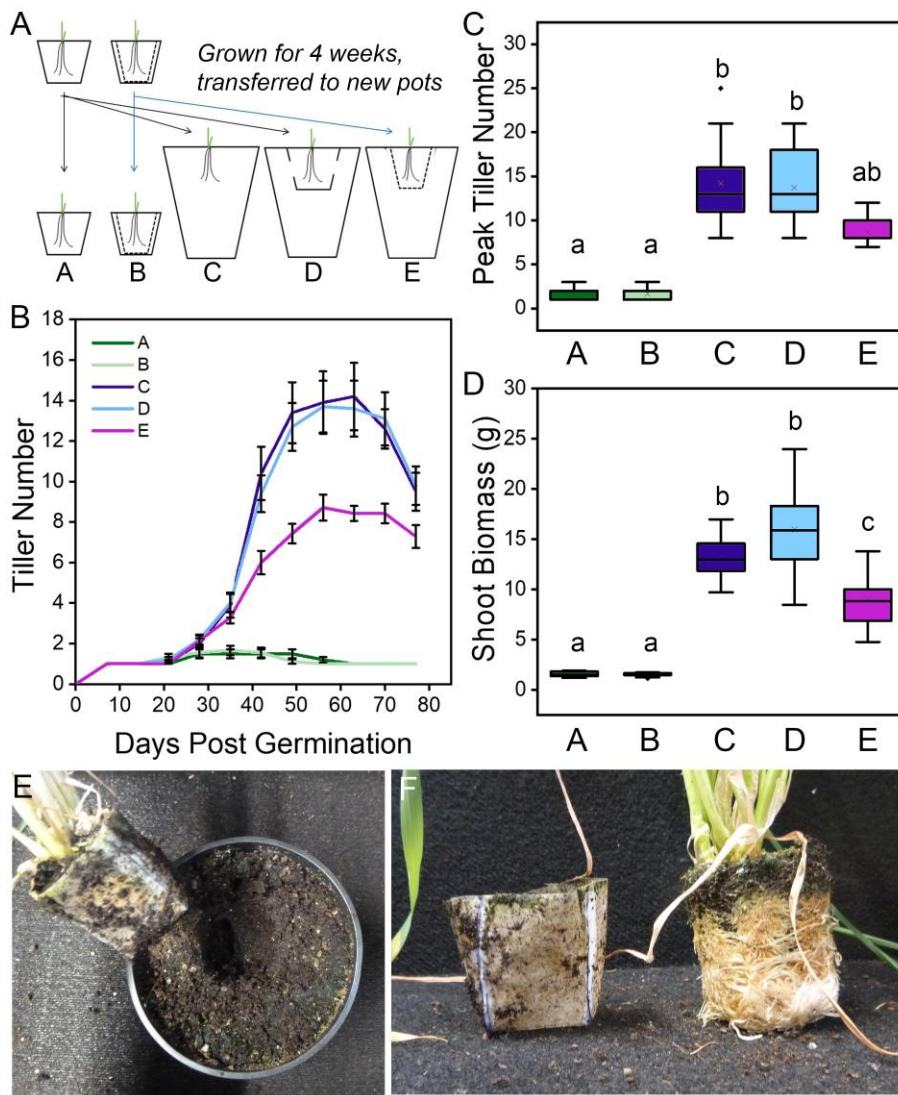 A
Grown for 4 weeks,
transferred to new pots
A B C D E
B
Tiller Number
18
16
14
12
10
8
6
4
2
0
A
B
C
D
E
0 10 20 30 40 50 60 70 80
Days Post Germination
C
Peak Tiller Number
30
25
20
15
10
5
0
a a b b ab
A B C D E
D
Shoot Biomass (g)
30
25
20
15
10
5
0
a a b b c
A B C D E
E
F